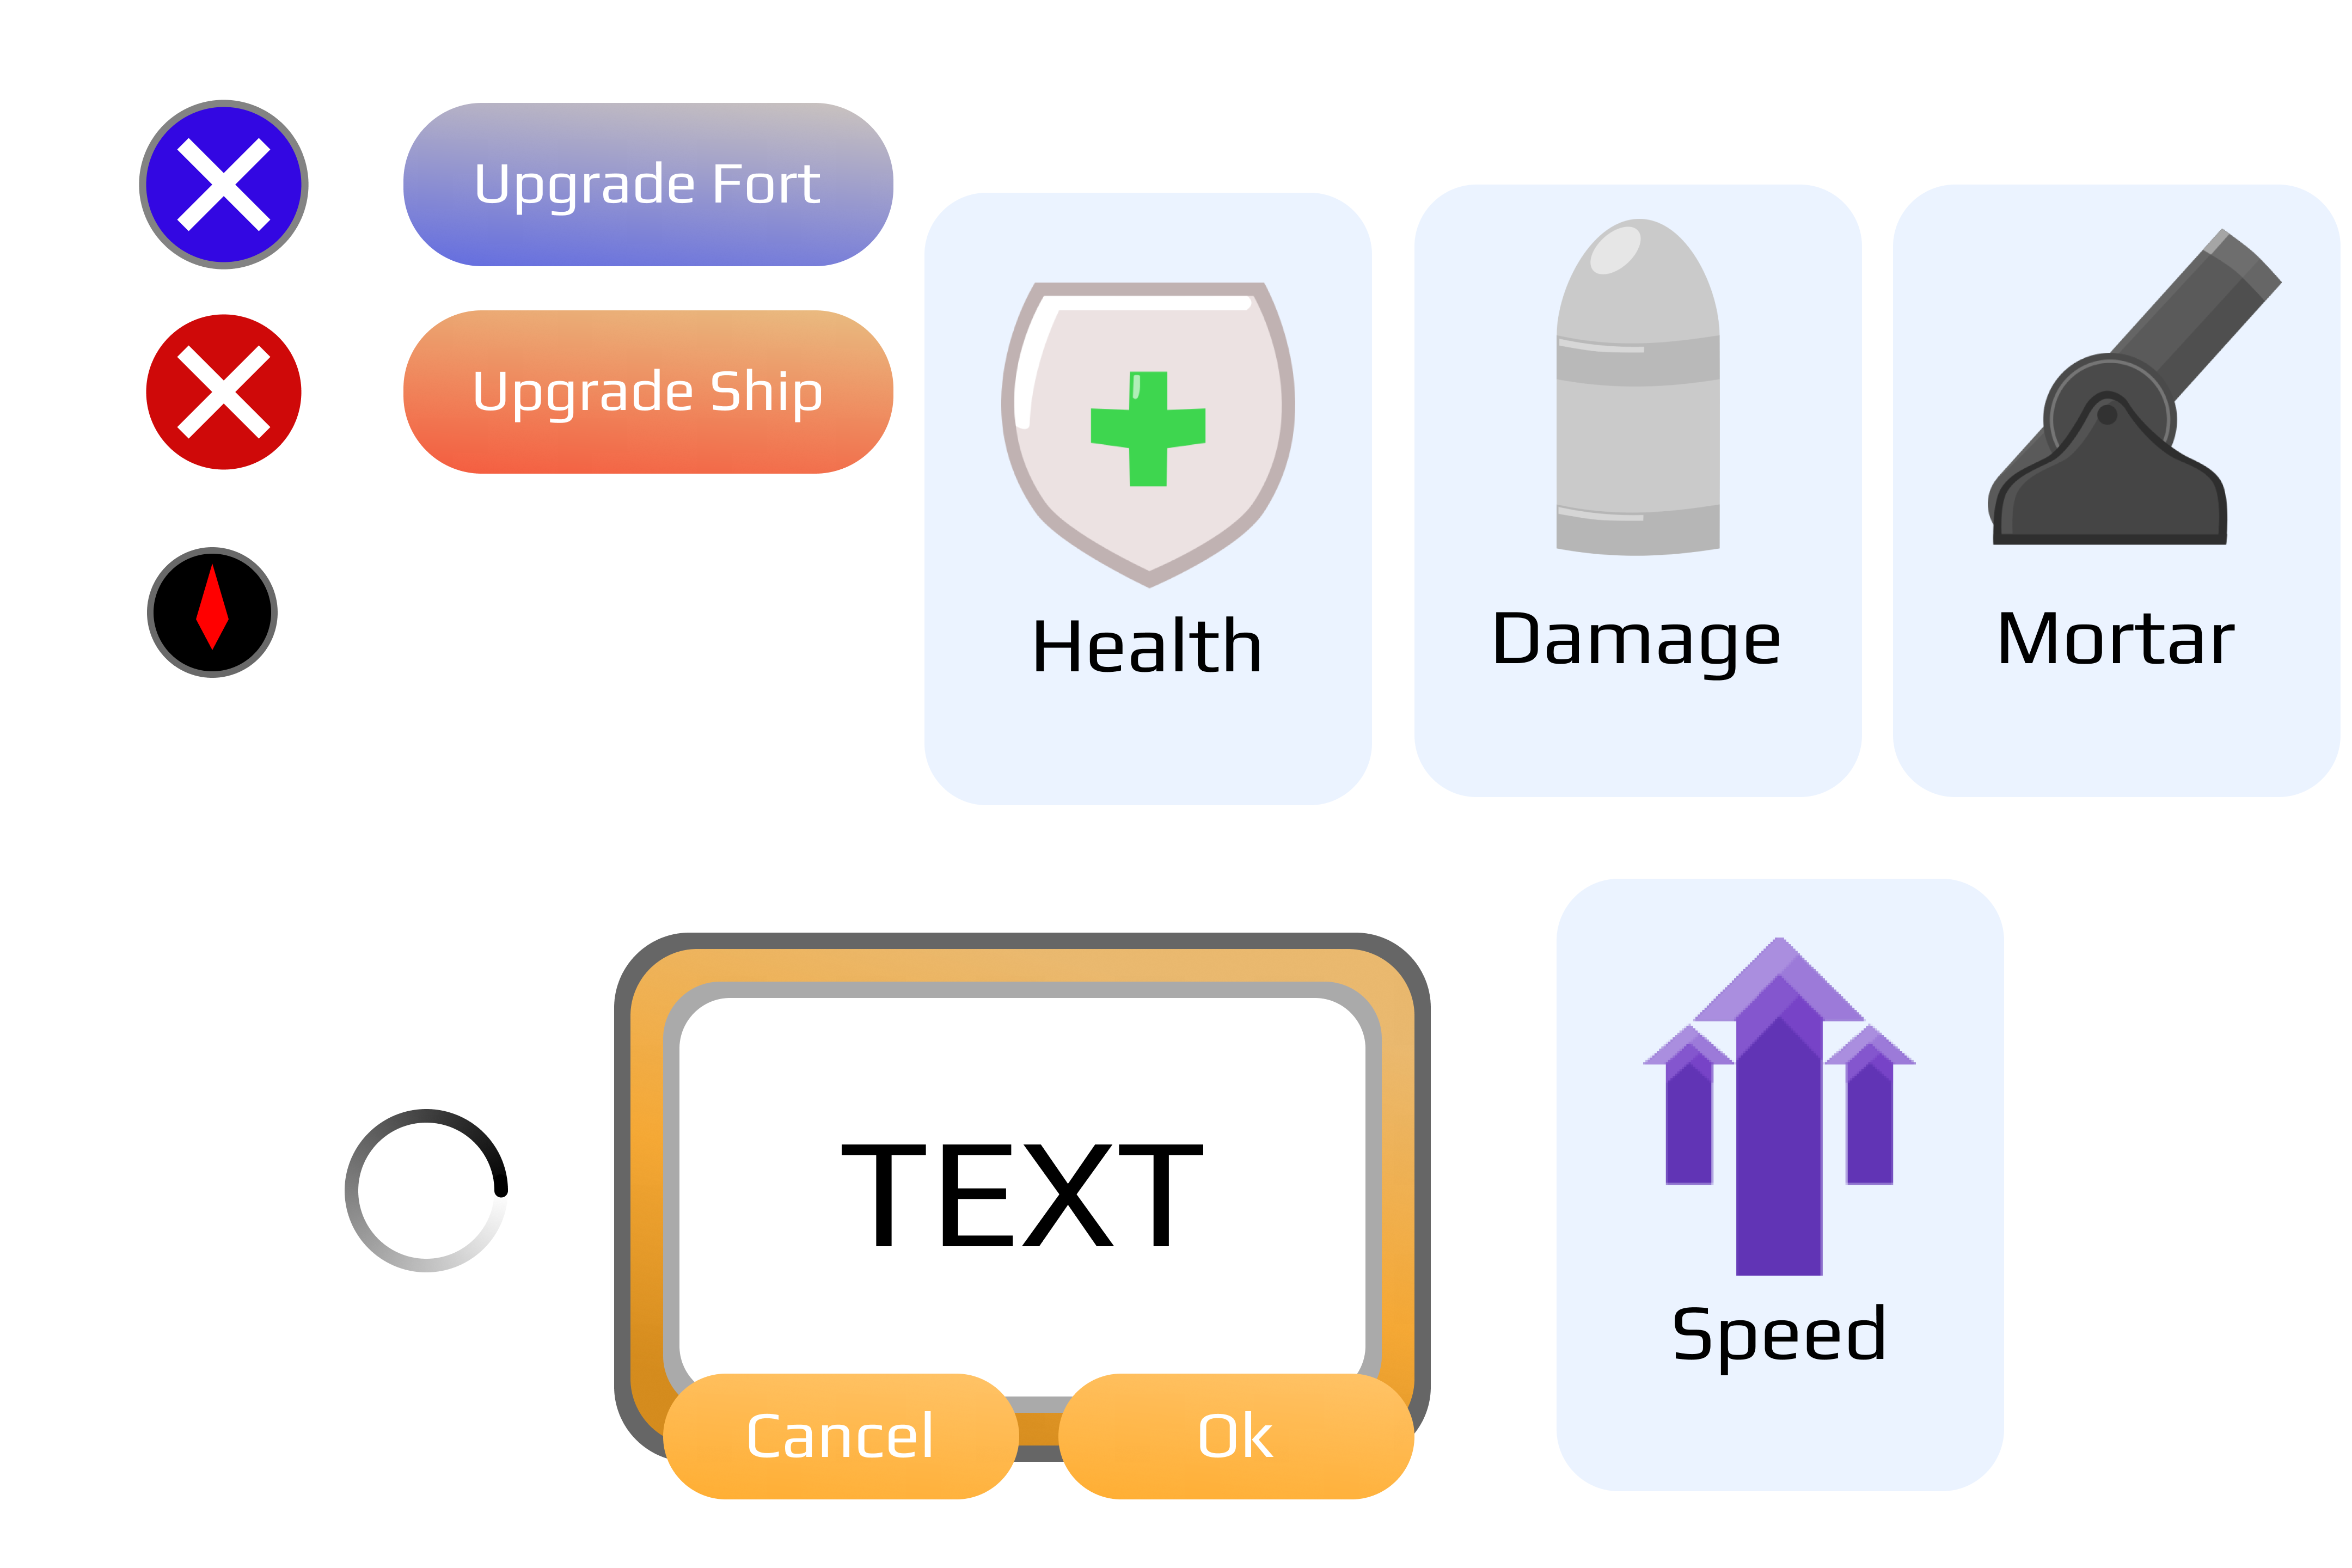 Upgrade Fort
Upgrade Ship
Health
Damage
Mortar
TEXT
Cancel
Ok
Speed